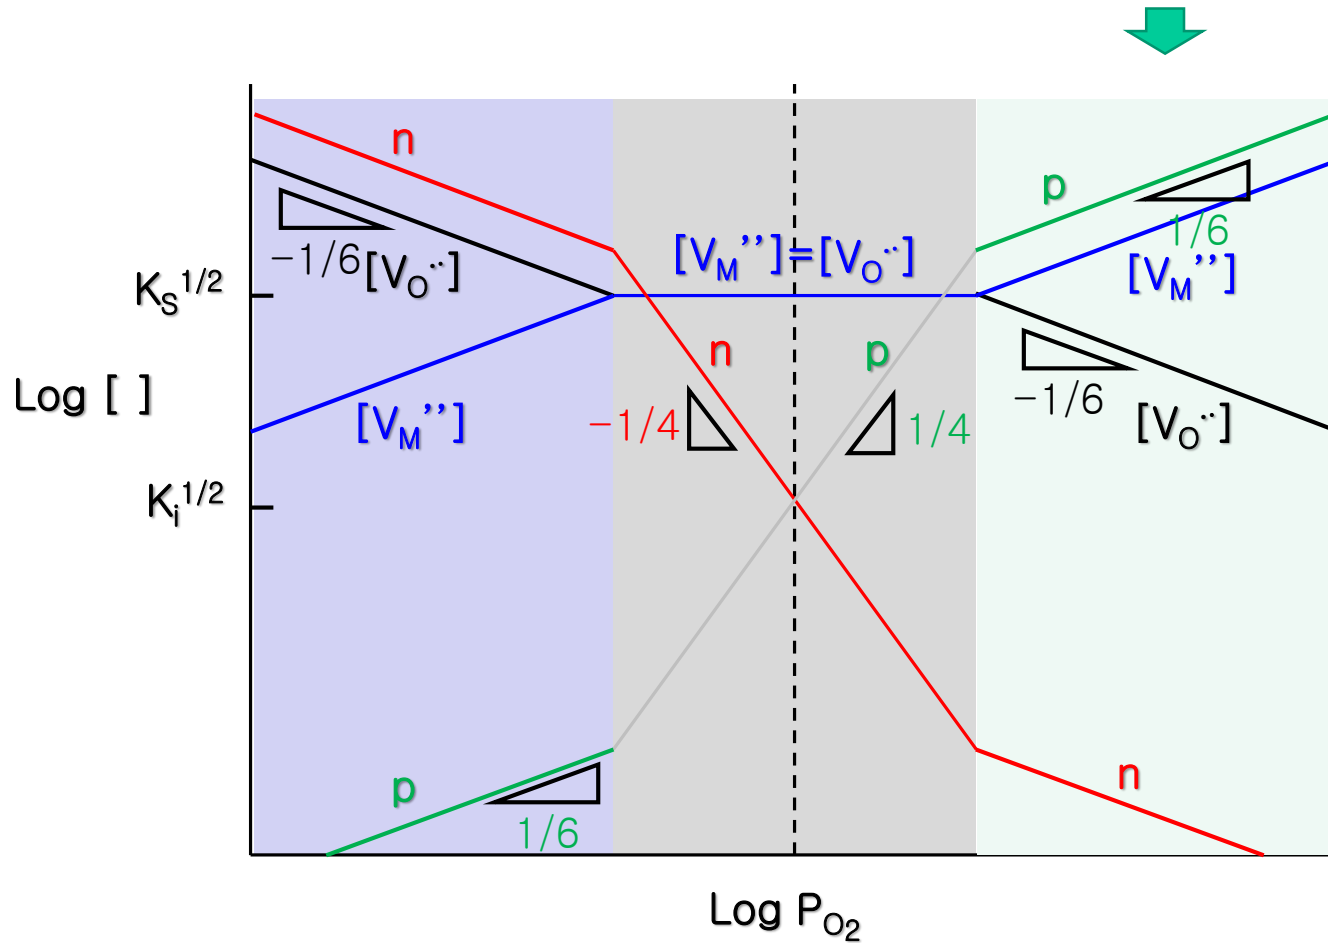 n
p
−1/6
[V_O¨]
[V_M’’]=[V_O¨]
1/6
[V_M’’]
K_S^1/2
n
p
Log [ ]
[V_M’’]
−1/4
1/4
−1/6
[V_O¨]
K_i^1/2
p
1/6
n
Log P_O2